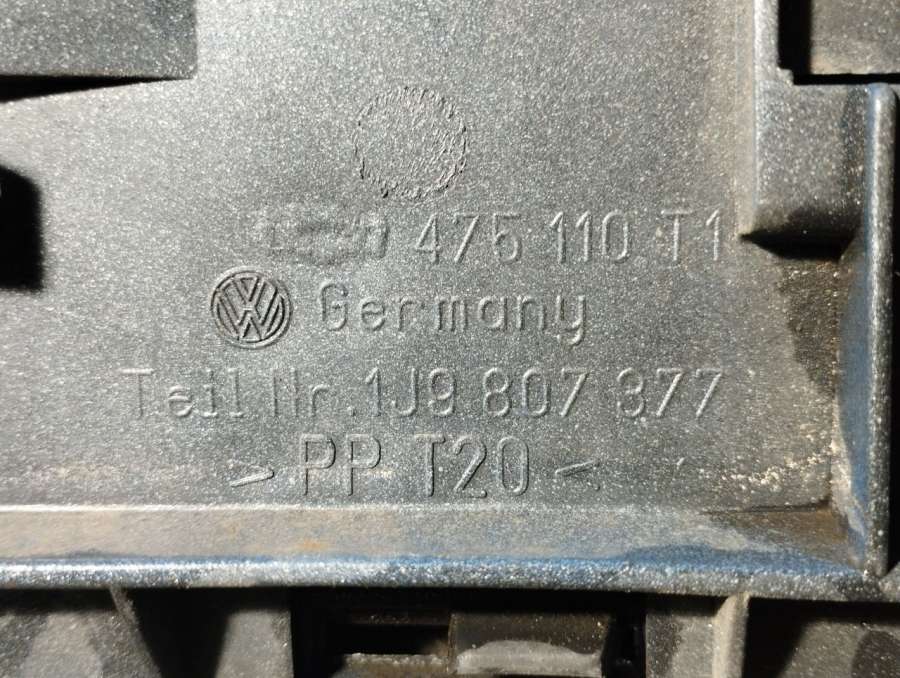 475 110 T1
Germany
Teil Nr. 1J9 807 377
> PP T20 <